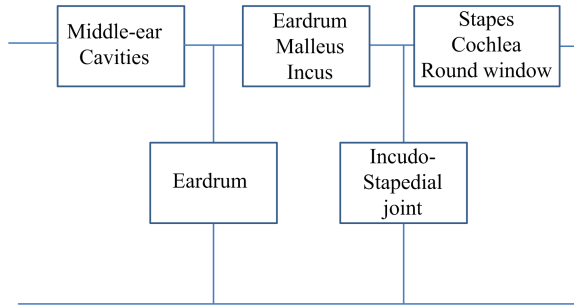 Middle-ear
Cavities
Eardrum
Malleus
Incus
Stapes
Cochlea
Round window
Eardrum
Incudo-
Stapedial
joint